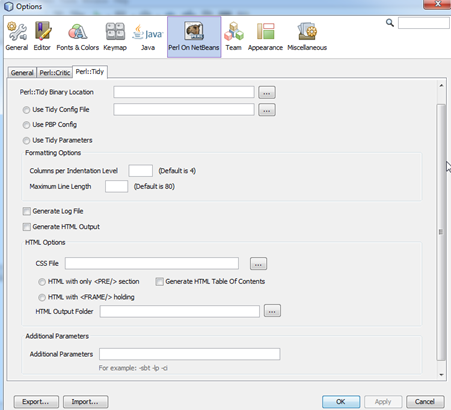 Options
General Editor Fonts & Colors Keymap Java Perl On NetBeans Team Appearance Miscellaneous
General Perl::Critic Perl::Tidy
Perl::Tidy Binary Location ...
Use Tidy Config File ...
Use PBP Config
Use Tidy Parameters
Formatting Options
Columns per Indentation Level (Default is 4)
Maximum Line Length (Default is 80)
Generate Log File
Generate HTML Output
HTML Options
CSS File ...
HTML with only <PRE/> section Generate HTML Table Of Contents
HTML with <FRAME/> holding
HTML Output Folder ...
Additional Parameters
Additional Parameters
For example: -sbt -lp -ci
Export... Import... OK Apply Cancel